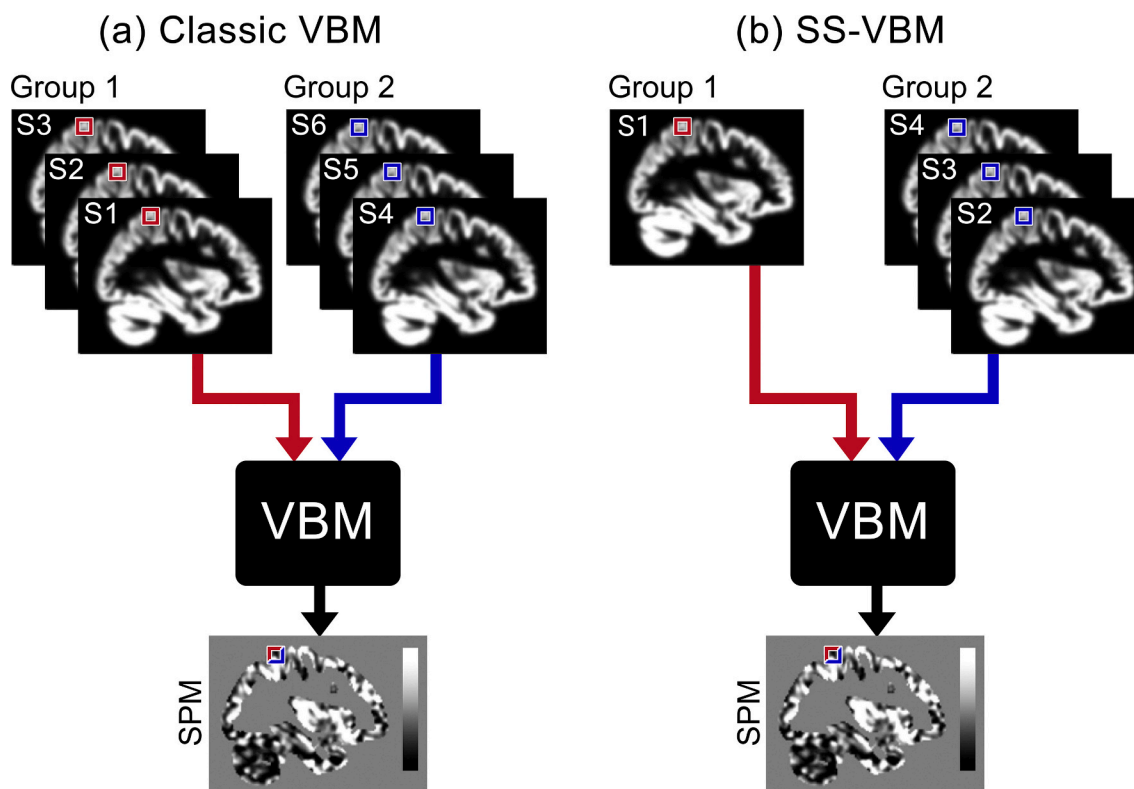 (a) Classic VBM
Group 1
Group 2
S3
S2
S1
S6
S5
S4
VBM
SPM
(b) SS-VBM
Group 1
Group 2
S1
S4
S3
S2
VBM
SPM